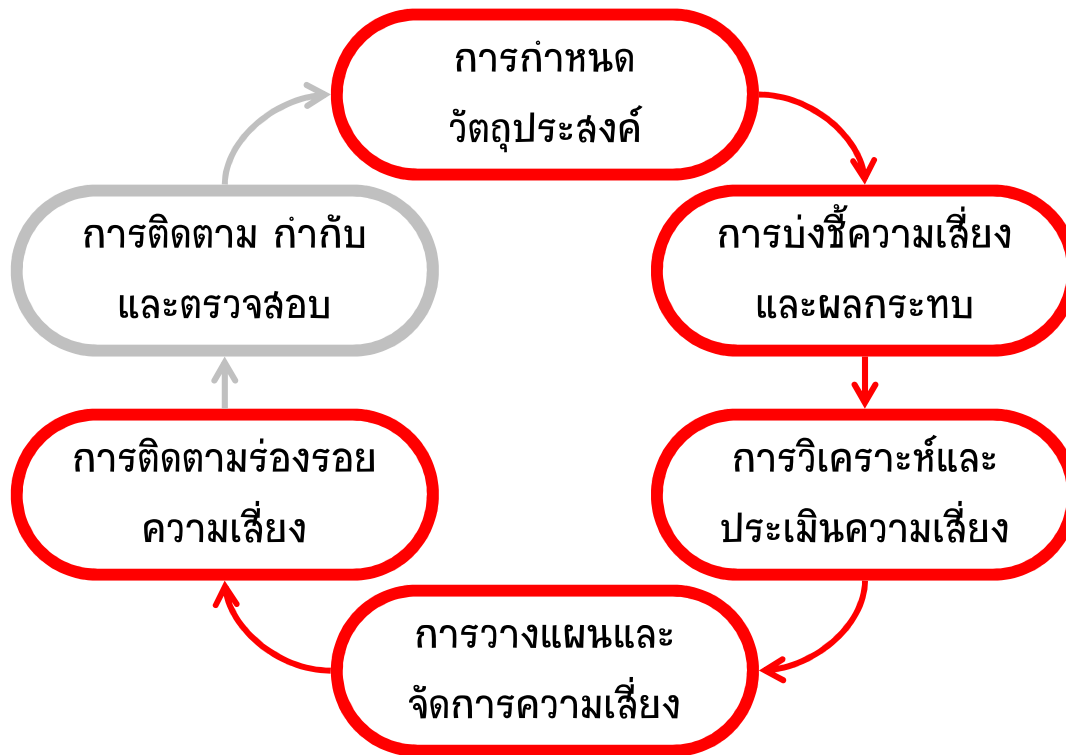 การกำหนด
วัตถุประสงค์
การบ่งชี้ความเสี่ยง
และผลกระทบ
การวิเคราะห์และ
ประเมินความเสี่ยง
การวางแผนและ
จัดการความเสี่ยง
การติดตามร่องรอย
ความเสี่ยง
การติดตาม กำกับ
และตรวจสอบ